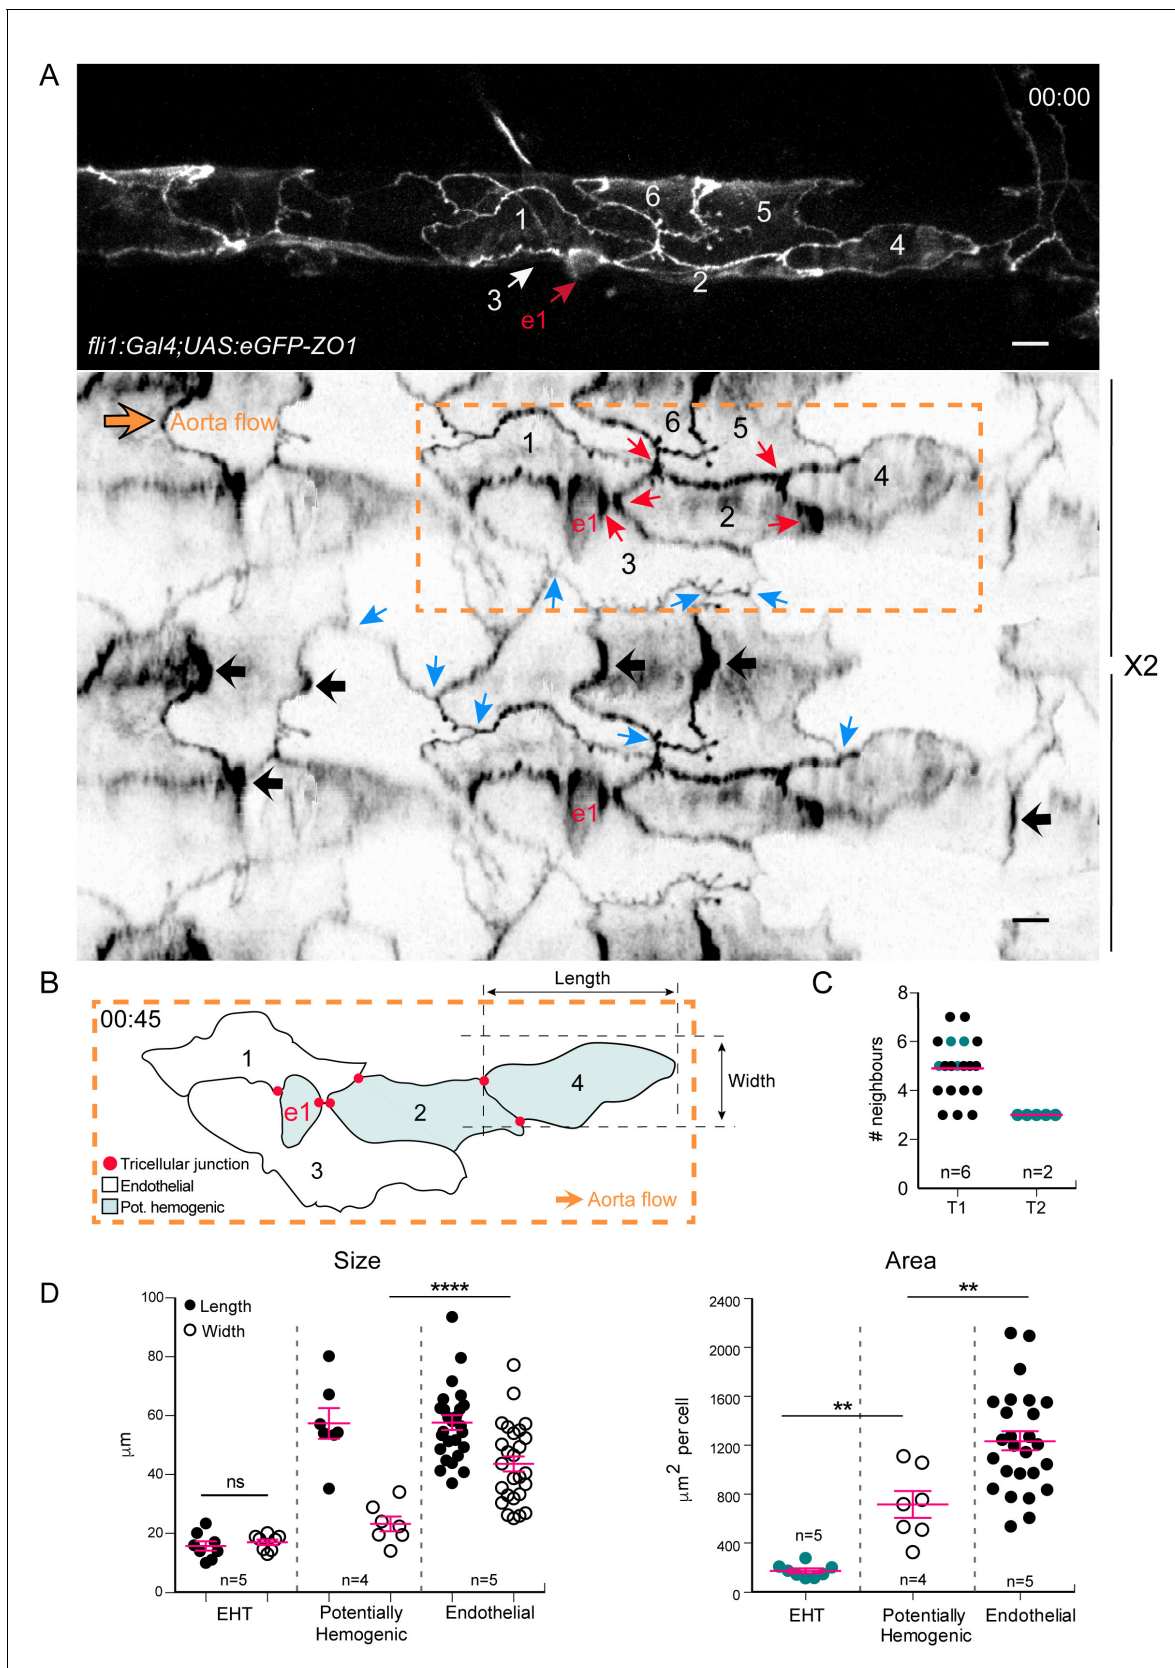 A
00:00
6
1
5
4
3
2
e1
fli1:Gal4;UAS:eGFP-ZO1
Aorta flow
6
5
1
4
e1
2
3
X2
e1
B
Length
00:45
1
Width
4
e1
2
3
Tricellular junction
Endothelial
Pot. hemogenic
Aorta flow
C
8
6
4
2
0
# neighbours
n=6
n=2
T1
T2
D
Size
100
80
60
40
20
0
µm
Length
Width
ns
****
n=5
n=4
n=5
EHT
Potentially
Hemogenic
Endothelial
Area
2400
2000
1600
1200
800
400
0
µm2 per cell
**
**
n=5
n=4
n=5
EHT
Potentially
Hemogenic
Endothelial